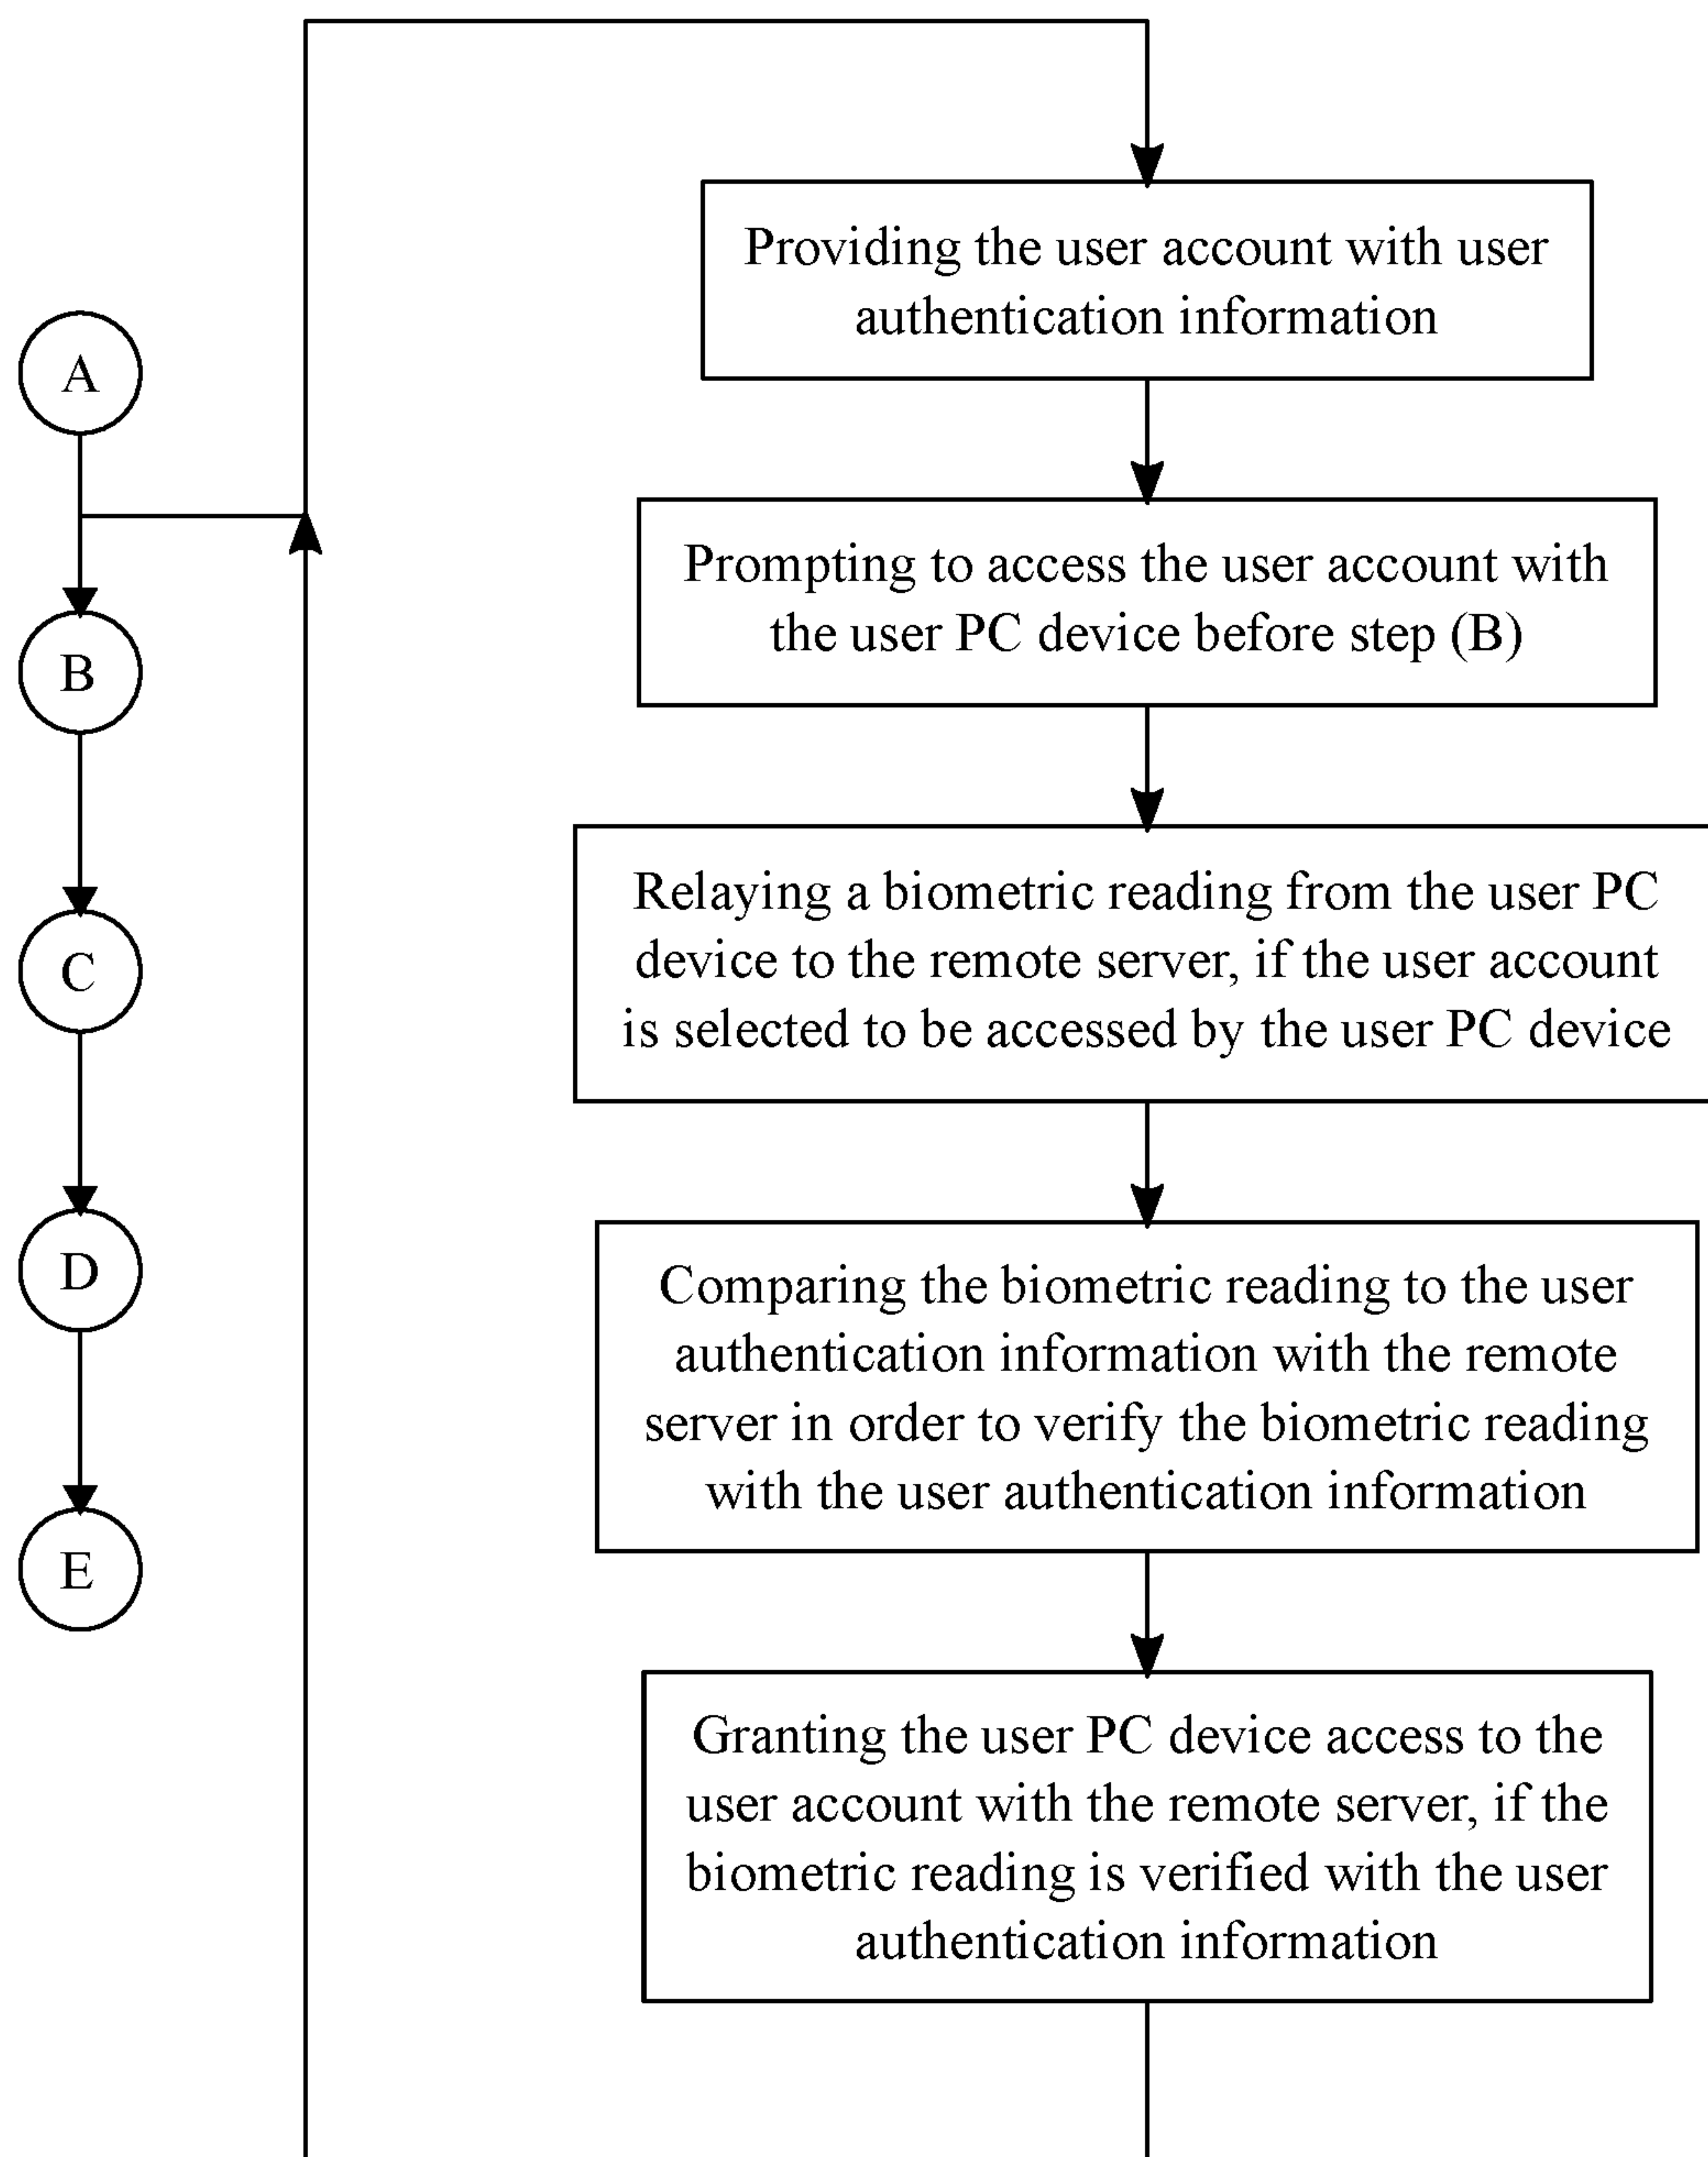 A
B
C
D
E
Providing the user account with user
authentication information
Prompting to access the user account with
the user PC device before step (B)
Relaying a biometric reading from the user PC
device to the remote server, if the user account
is selected to be accessed by the user PC device
Comparing the biometric reading to the user
authentication information with the remote
server in order to verify the biometric reading
with the user authentication information
Granting the user PC device access to the
user account with the remote server, if the
biometric reading is verified with the user
authentication information